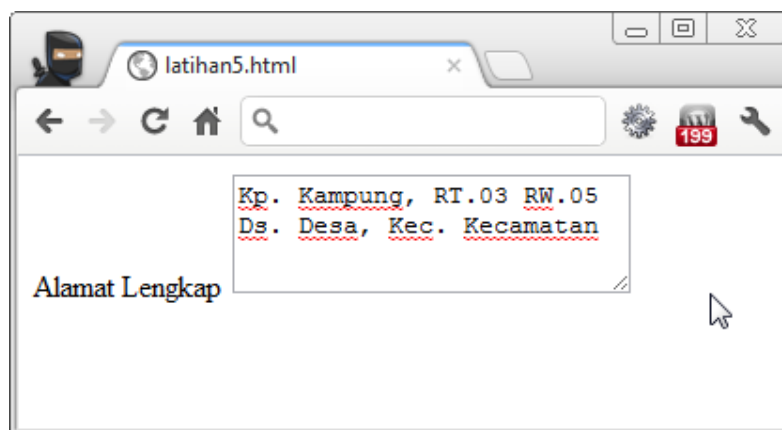 latihan5.html
199
Kp. Kampung, RT.03 RW.05
Ds. Desa, Kec. Kecamatan
Alamat Lengkap